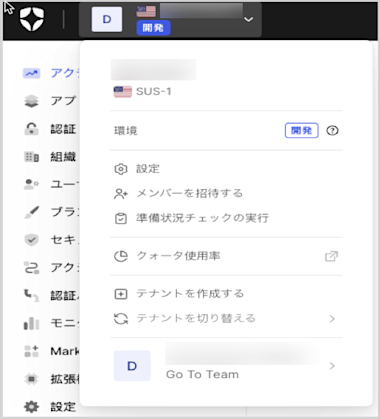 D
開発
SUS-1
環境
開発
設定
メンバーを招待する
準備状況チェックの実行
クォータ使用率
テナントを作成する
テナントを切り替える
D
Go To Team
アク
アプ
認証
組織
ユー
ブラ
セキ
アク
認証
モニ
Mark
拡張
設定